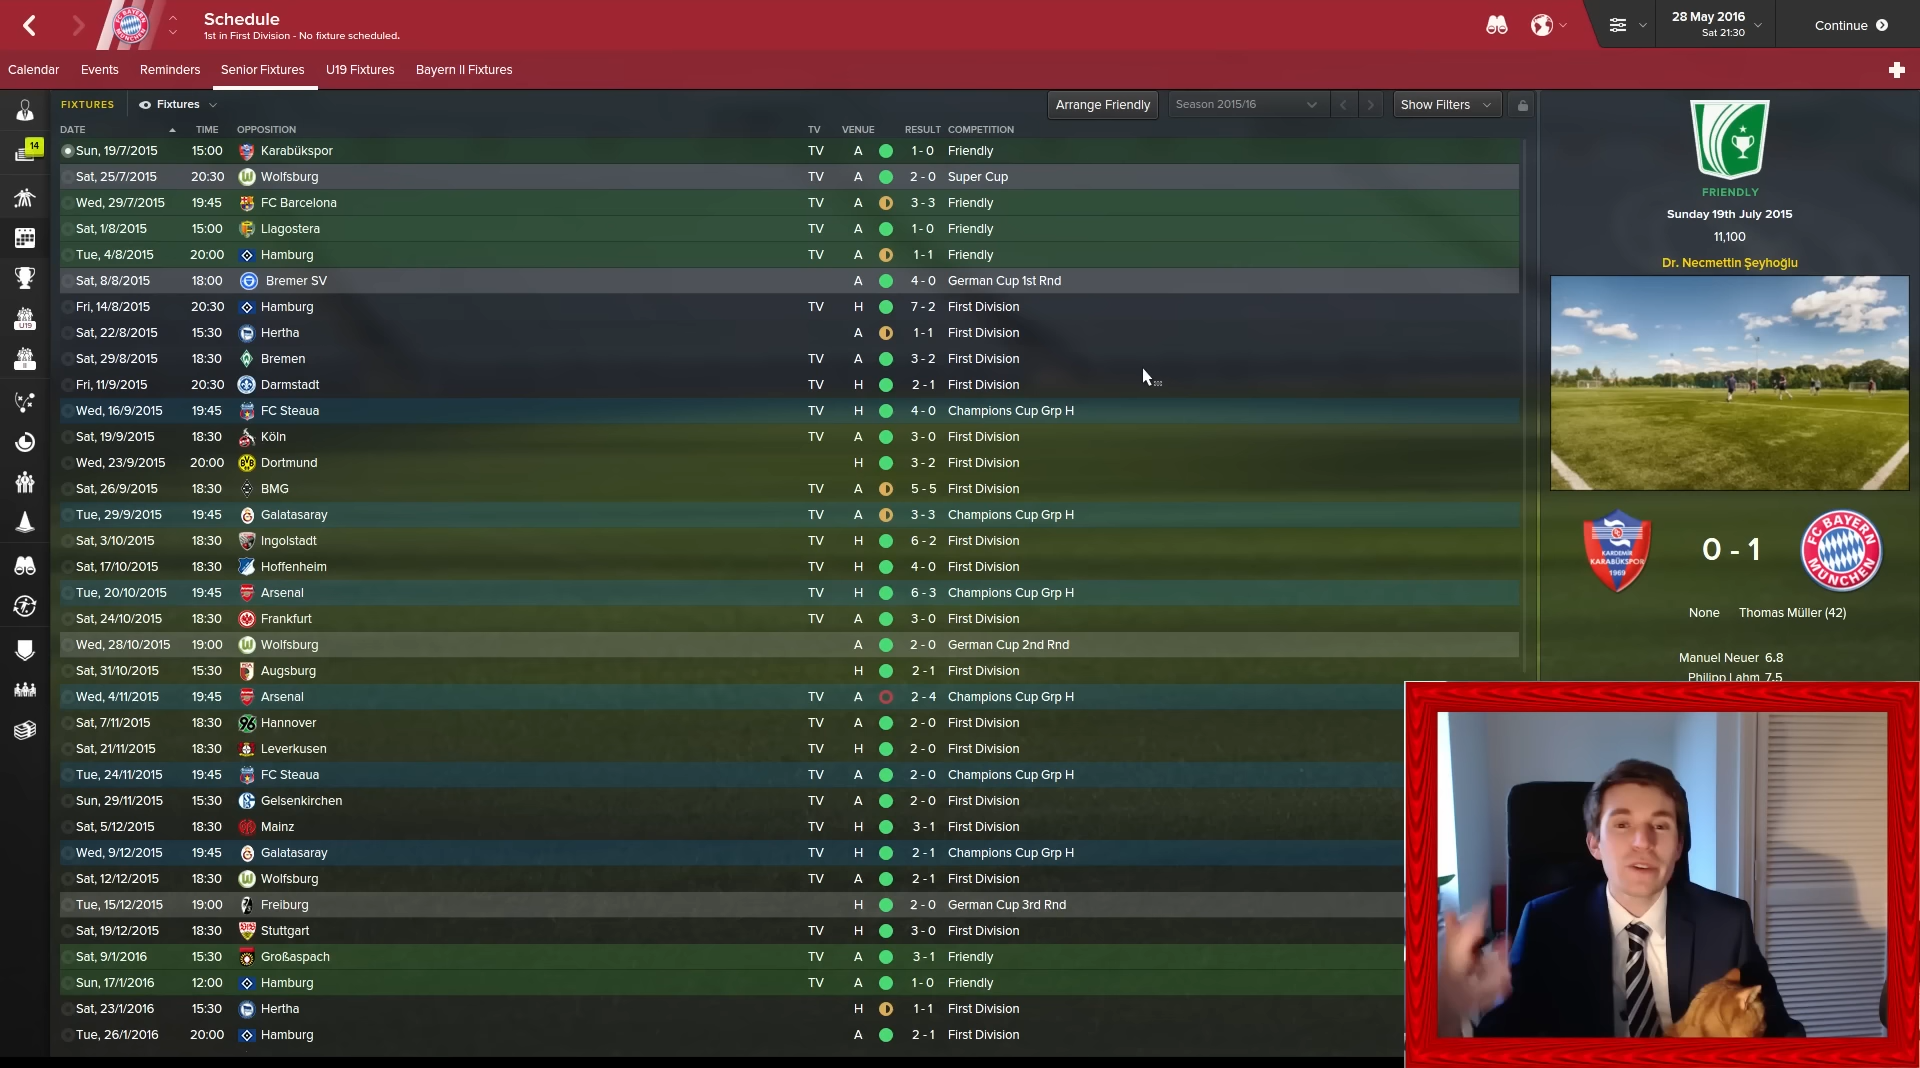 Schedule
1st in First Division - No fixture scheduled.
28 May 2016
Sat 21:30
Continue
Calendar Events Reminders Senior Fixtures U19 Fixtures Bayern II Fixtures
14
FIXTURES Fixtures Arrange Friendly Season 2015/16 Show Filters
DATE TIME OPPOSITION TV VENUE RESULT COMPETITION
Sun, 19/7/2015 15:00 Karabükspor TV A 1 - 0 Friendly
Sat, 25/7/2015 20:30 Wolfsburg TV A 2 - 0 Super Cup
Wed, 29/7/2015 19:45 FC Barcelona TV A 3 - 3 Friendly
Sat, 1/8/2015 15:00 Llagostera TV A 1 - 0 Friendly
Tue, 4/8/2015 20:00 Hamburg TV A 1 - 1 Friendly
Sat, 8/8/2015 18:00 Bremer SV A 4 - 0 German Cup 1st Rnd
Fri, 14/8/2015 20:30 Hamburg TV H 7 - 2 First Division
Sat, 22/8/2015 15:30 Hertha A 1 - 1 First Division
Sat, 29/8/2015 18:30 Bremen TV A 3 - 2 First Division
Fri, 11/9/2015 20:30 Darmstadt TV H 2 - 1 First Division
Wed, 16/9/2015 19:45 FC Steaua TV H 4 - 0 Champions Cup Grp H
Sat, 19/9/2015 18:30 Köln TV A 3 - 0 First Division
Wed, 23/9/2015 20:00 Dortmund H 3 - 2 First Division
Sat, 26/9/2015 18:30 BMG TV A 5 - 5 First Division
Tue, 29/9/2015 19:45 Galatasaray TV A 3 - 3 Champions Cup Grp H
Sat, 3/10/2015 18:30 Ingolstadt TV H 6 - 2 First Division
Sat, 17/10/2015 18:30 Hoffenheim TV H 4 - 0 First Division
Tue, 20/10/2015 19:45 Arsenal TV H 6 - 3 Champions Cup Grp H
Sat, 24/10/2015 18:30 Frankfurt TV A 3 - 0 First Division
Wed, 28/10/2015 19:00 Wolfsburg A 2 - 0 German Cup 2nd Rnd
Sat, 31/10/2015 15:30 Augsburg H 2 - 1 First Division
Wed, 4/11/2015 19:45 Arsenal TV A 2 - 4 Champions Cup Grp H
Sat, 7/11/2015 18:30 Hannover TV A 2 - 0 First Division
Sat, 21/11/2015 18:30 Leverkusen TV H 2 - 0 First Division
Tue, 24/11/2015 19:45 FC Steaua TV A 2 - 0 Champions Cup Grp H
Sun, 29/11/2015 15:30 Gelsenkirchen TV A 2 - 0 First Division
Sat, 5/12/2015 18:30 Mainz TV H 3 - 1 First Division
Wed, 9/12/2015 19:45 Galatasaray TV H 2 - 1 Champions Cup Grp H
Sat, 12/12/2015 18:30 Wolfsburg TV A 2 - 1 First Division
Tue, 15/12/2015 19:00 Freiburg H 2 - 0 German Cup 3rd Rnd
Sat, 19/12/2015 18:30 Stuttgart TV H 3 - 0 First Division
Sat, 9/1/2016 15:30 Großaspach TV A 3 - 1 Friendly
Sun, 17/1/2016 12:00 Hamburg TV A 1 - 0 Friendly
Sat, 23/1/2016 15:30 Hertha H 1 - 1 First Division
Tue, 26/1/2016 20:00 Hamburg A 2 - 1 First Division
U19
II
FRIENDLY
Sunday 19th July 2015
11,100
Dr. Necmettin Şeyhoğlu
KARDEMİR
KARABÜKSPOR
1969
0 - 1
FC BAYERN
MÜNCHEN
None Thomas Müller (42)
Manuel Neuer 6.8
Philipp Lahm 7.5